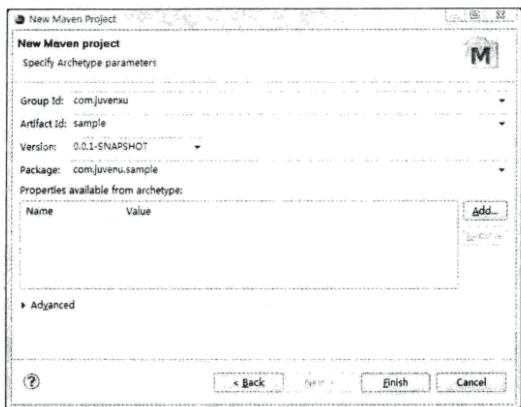 New Maven Project
New Maven project
Specify Archetype parameters
M
Group Id: com.juvenxu
Artifact Id: sample
Version: 0.0.1-SNAPSHOT
Package: com.juvenu.sample
Properties available from archetype:
Name Value
Add...
Advanced
< Back
Finish
Cancel